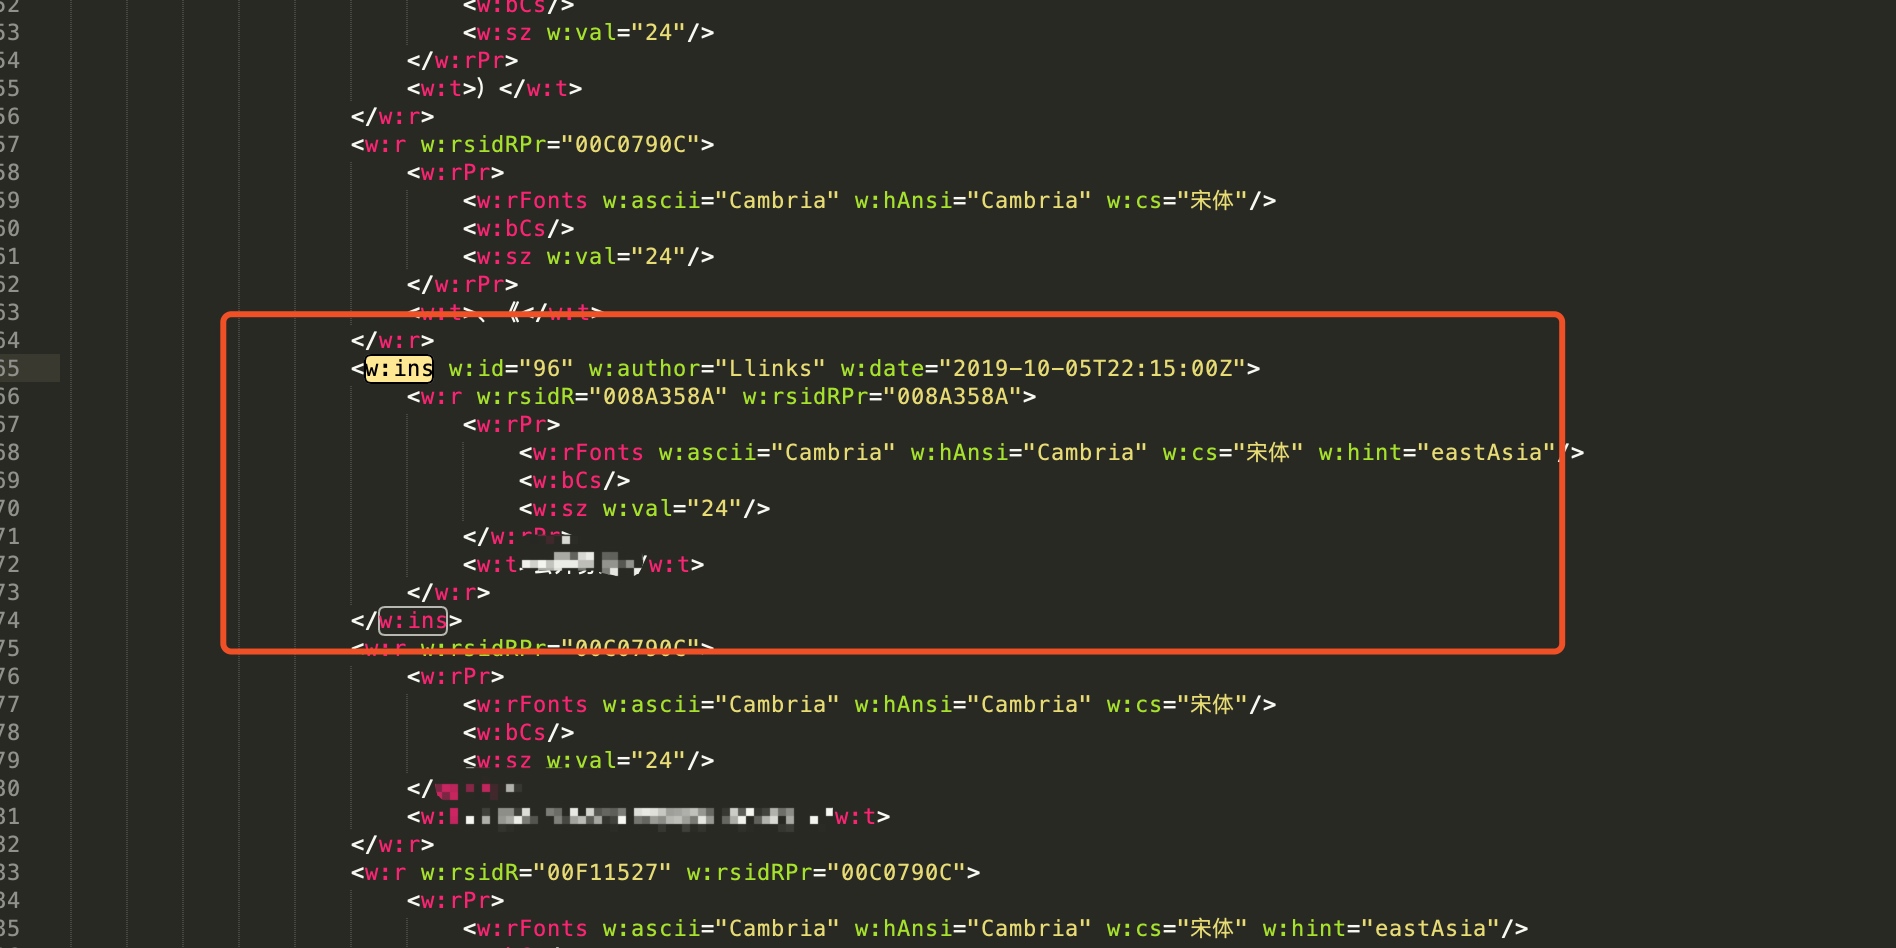 52 <w:bCs/>
53 <w:sz w:val="24"/>
54 </w:rPr>
55 <w:t>）</w:t>
56 </w:r>
57 <w:r w:rsidRPr="00C0790C">
58 <w:rPr>
59 <w:rFonts w:ascii="Cambria" w:hAnsi="Cambria" w:cs="宋体"/>
60 <w:bCs/>
61 <w:sz w:val="24"/>
62 </w:rPr>
63 <w:t>、《</w:t>
64 </w:r>
65 <w:ins w:id="96" w:author="Llinks" w:date="2019-10-05T22:15:00Z">
66 <w:r w:rsidR="008A358A" w:rsidRPr="008A358A">
67 <w:rPr>
68 <w:rFonts w:ascii="Cambria" w:hAnsi="Cambria" w:cs="宋体" w:hint="eastAsia"/>
69 <w:bCs/>
70 <w:sz w:val="24"/>
71 </w:rPr>
72 <w:t /w:t>
73 </w:r>
74 </w:ins>
75 <w:r w:rsidRPr="00C0790C">
76 <w:rPr>
77 <w:rFonts w:ascii="Cambria" w:hAnsi="Cambria" w:cs="宋体"/>
78 <w:bCs/>
79 <w:sz w:val="24"/>
80 </
81 <w: w:t>
82 </w:r>
83 <w:r w:rsidR="00F11527" w:rsidRPr="00C0790C">
84 <w:rPr>
85 <w:rFonts w:ascii="Cambria" w:hAnsi="Cambria" w:cs="宋体" w:hint="eastAsia"/>